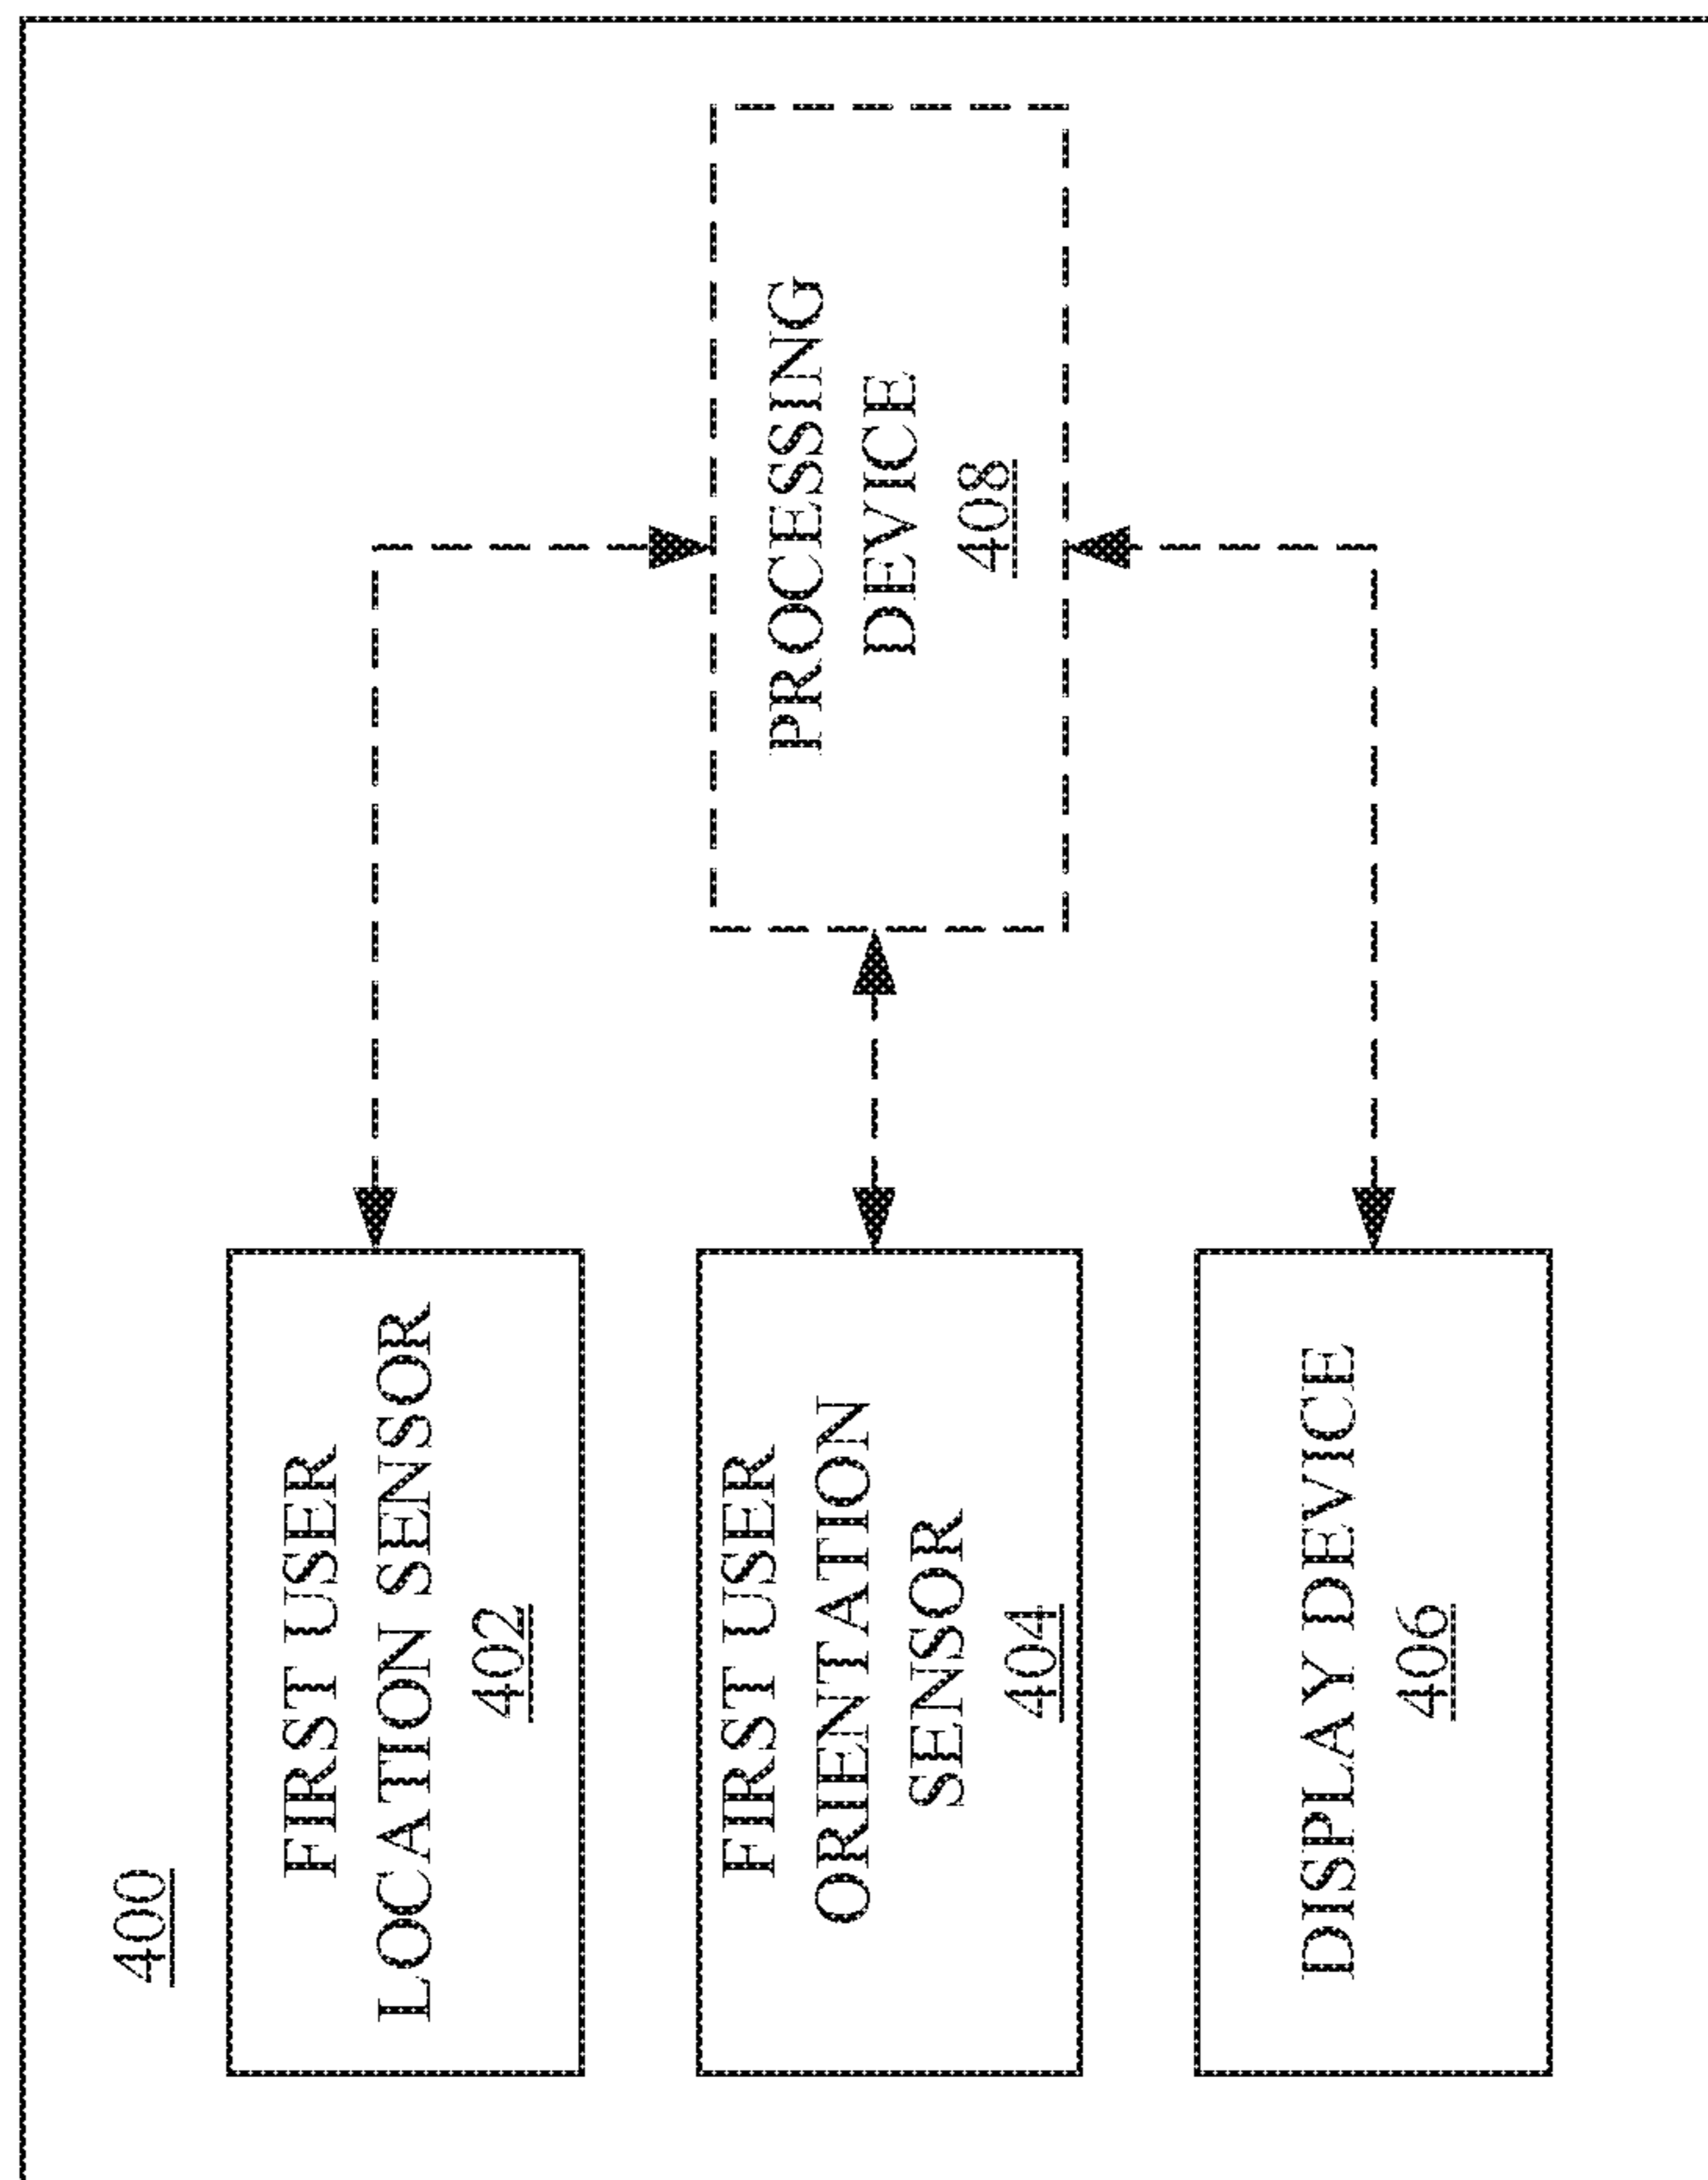 400
FIRST USER
LOCATION SENSOR
402
FIRST USER
ORIENTATION
SENSOR
404
DISPLAY DEVICE
406
PROCESSING
DEVICE
408